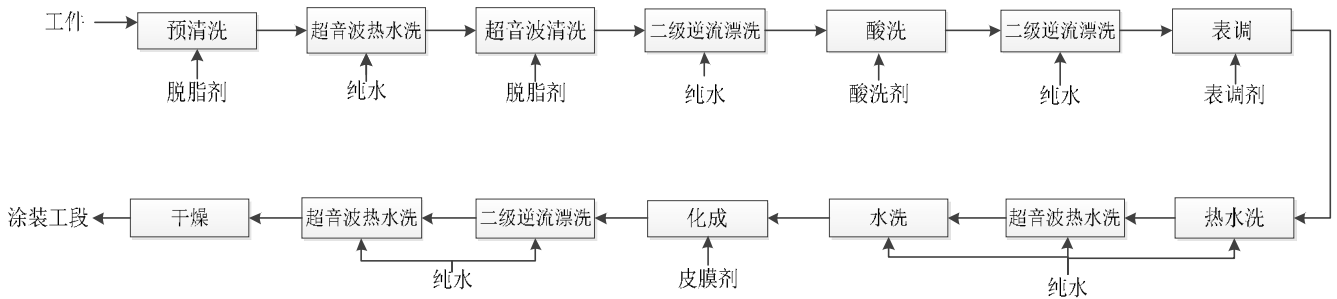 工件
预清洗
超音波热水洗
超音波清洗
二级逆流漂洗
酸洗
二级逆流漂洗
表调
脱脂剂
纯水
脱脂剂
纯水
酸洗剂
纯水
表调剂
涂装工段
干燥
超音波热水洗
二级逆流漂洗
化成
水洗
超音波热水洗
热水洗
纯水
皮膜剂
纯水